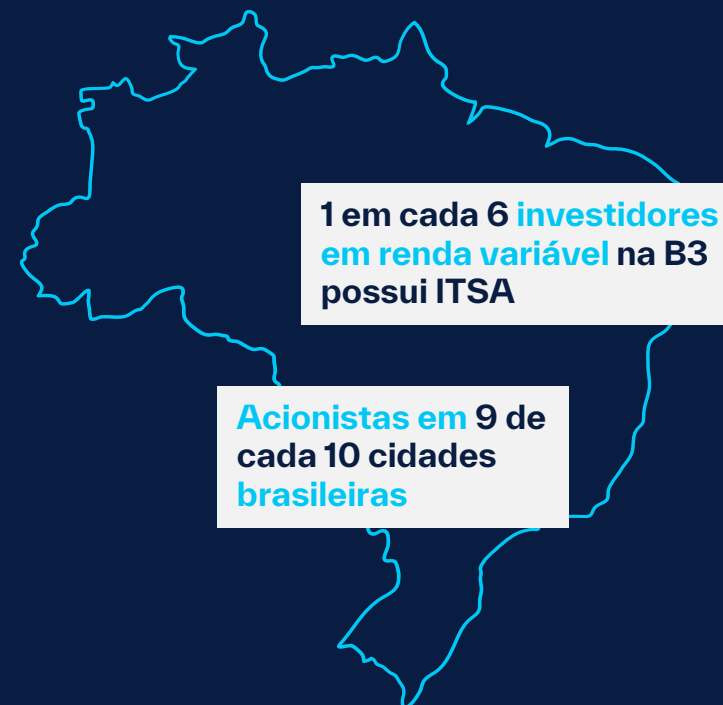 1 em cada 6 investidores
em renda variável na B3
possui ITSA
Acionistas em 9 de
cada 10 cidades
brasileiras